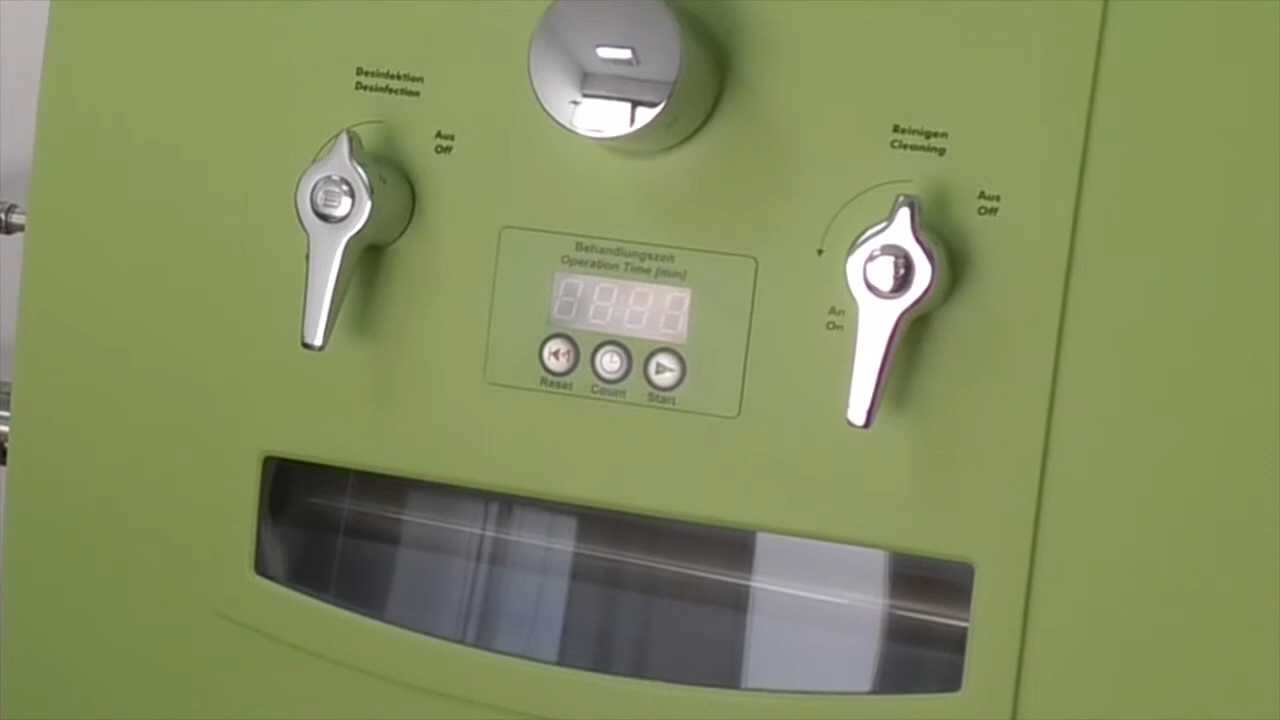 Desinfektion
Desinfection
Aus
Off
Reinigen
Cleaning
Aus
Off
An
On
Behandlungszeit
Operation Time [min]
Reset
Count
Start